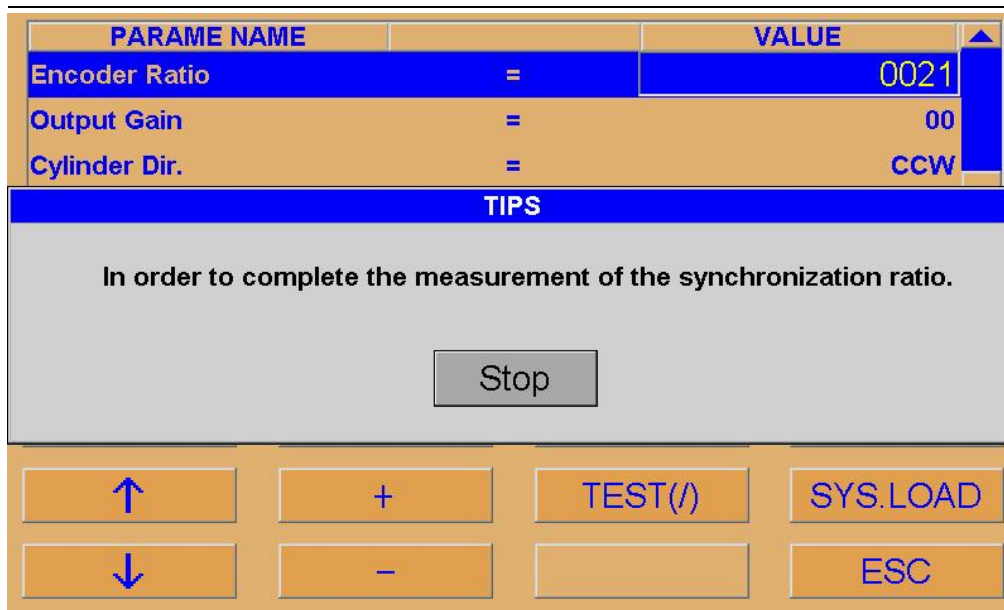 PARAME NAME VALUE
Encoder Ratio = 0021
Output Gain = 00
Cylinder Dir. = CCW
TIPS
In order to complete the measurement of the synchronization ratio.
Stop
↑ + TEST(/) SYS.LOAD
↓ - ESC